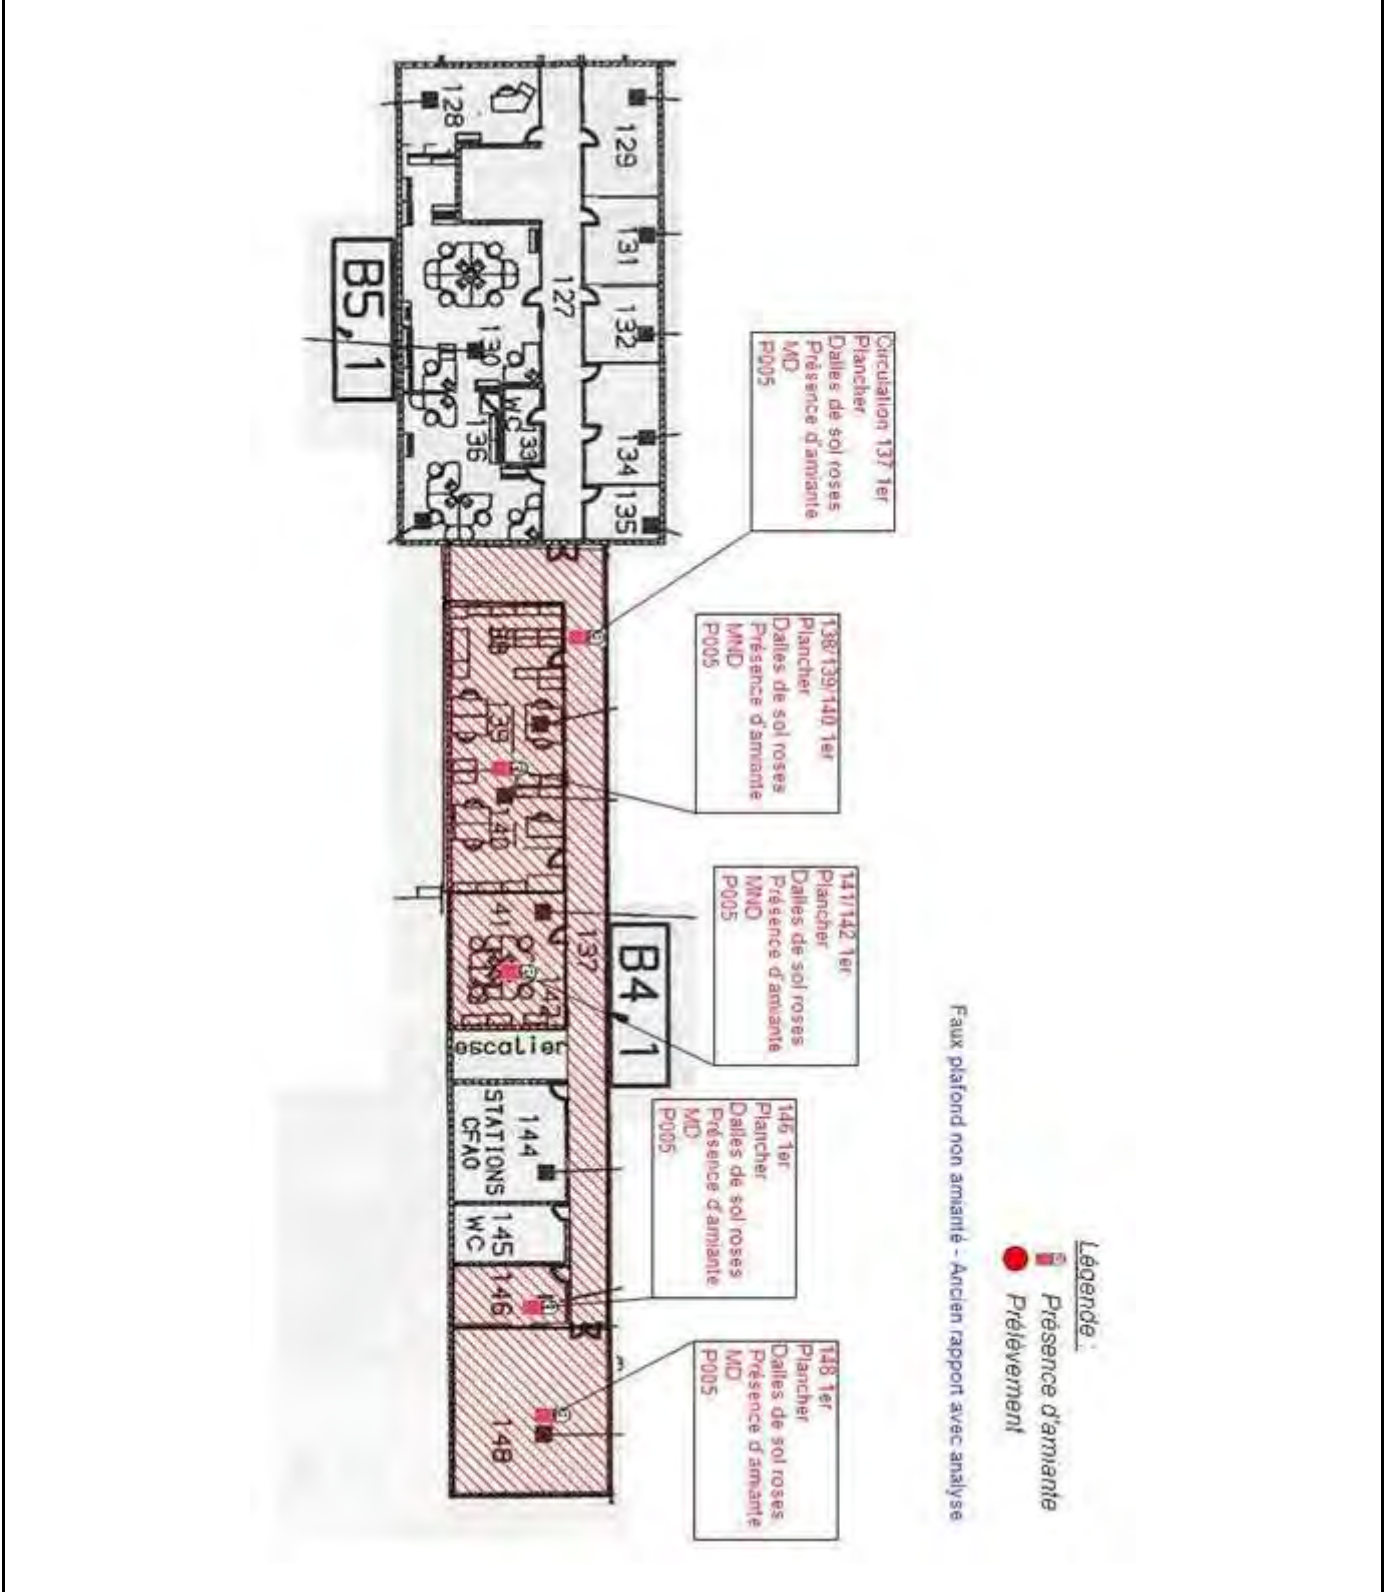 128
129
131
127
132
130
WC
133
134
136
135
B5,1
Circulation 137 1er
Plancher
Dalles de sol roses
Présence d'amiante
MD
P005
138/139/140 1er
Plancher
Dalles de sol roses
Présence d'amiante
MND
P005
141/142 1er
Plancher
Dalles de sol roses
Présence d'amiante
MND
P005
146 1er
Plancher
Dalles de sol roses
Présence d'amiante
MD
P005
148 1er
Plancher
Dalles de sol roses
Présence d'amiante
MD
P005
139
140
141
142
137
B4,1
escalier
144
STATIONS
CFAO
145
WC
146
148
Faux plafond non amianté - Ancien rapport avec analyse
Légende :
Présence d'amiante
Prélèvement